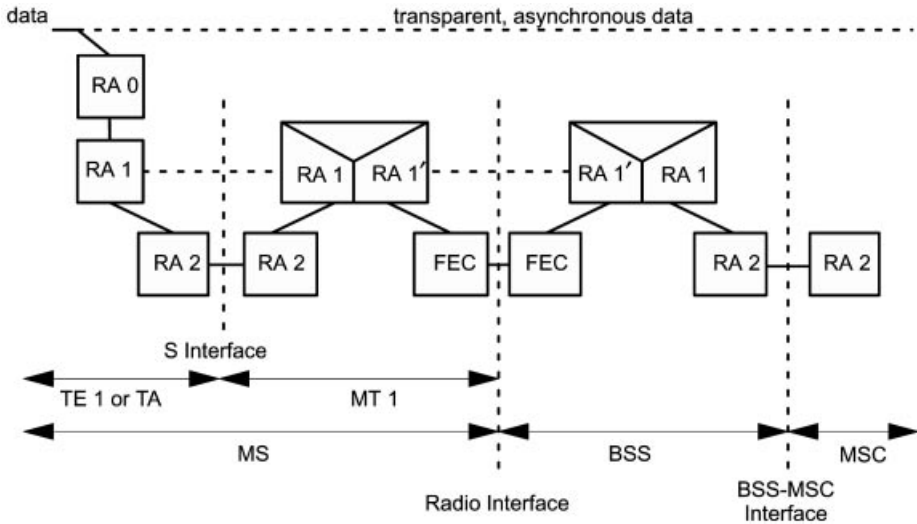 data
transparent, asynchronous data
RA 0
RA 1
RA 1
RA 1′
RA 1′
RA 1
RA 2
RA 2
FEC
FEC
RA 2
RA 2
S Interface
TE 1 or TA
MT 1
MS
BSS
MSC
Radio Interface
BSS-MSC
Interface